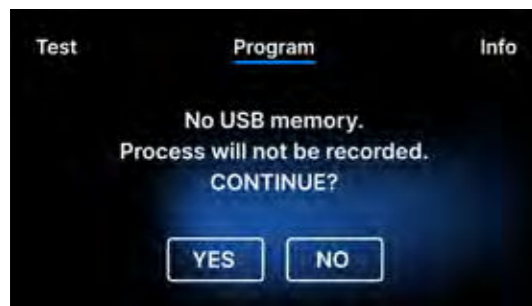 Test Program Info
No USB memory.
Process will not be recorded.
CONTINUE?
YES NO